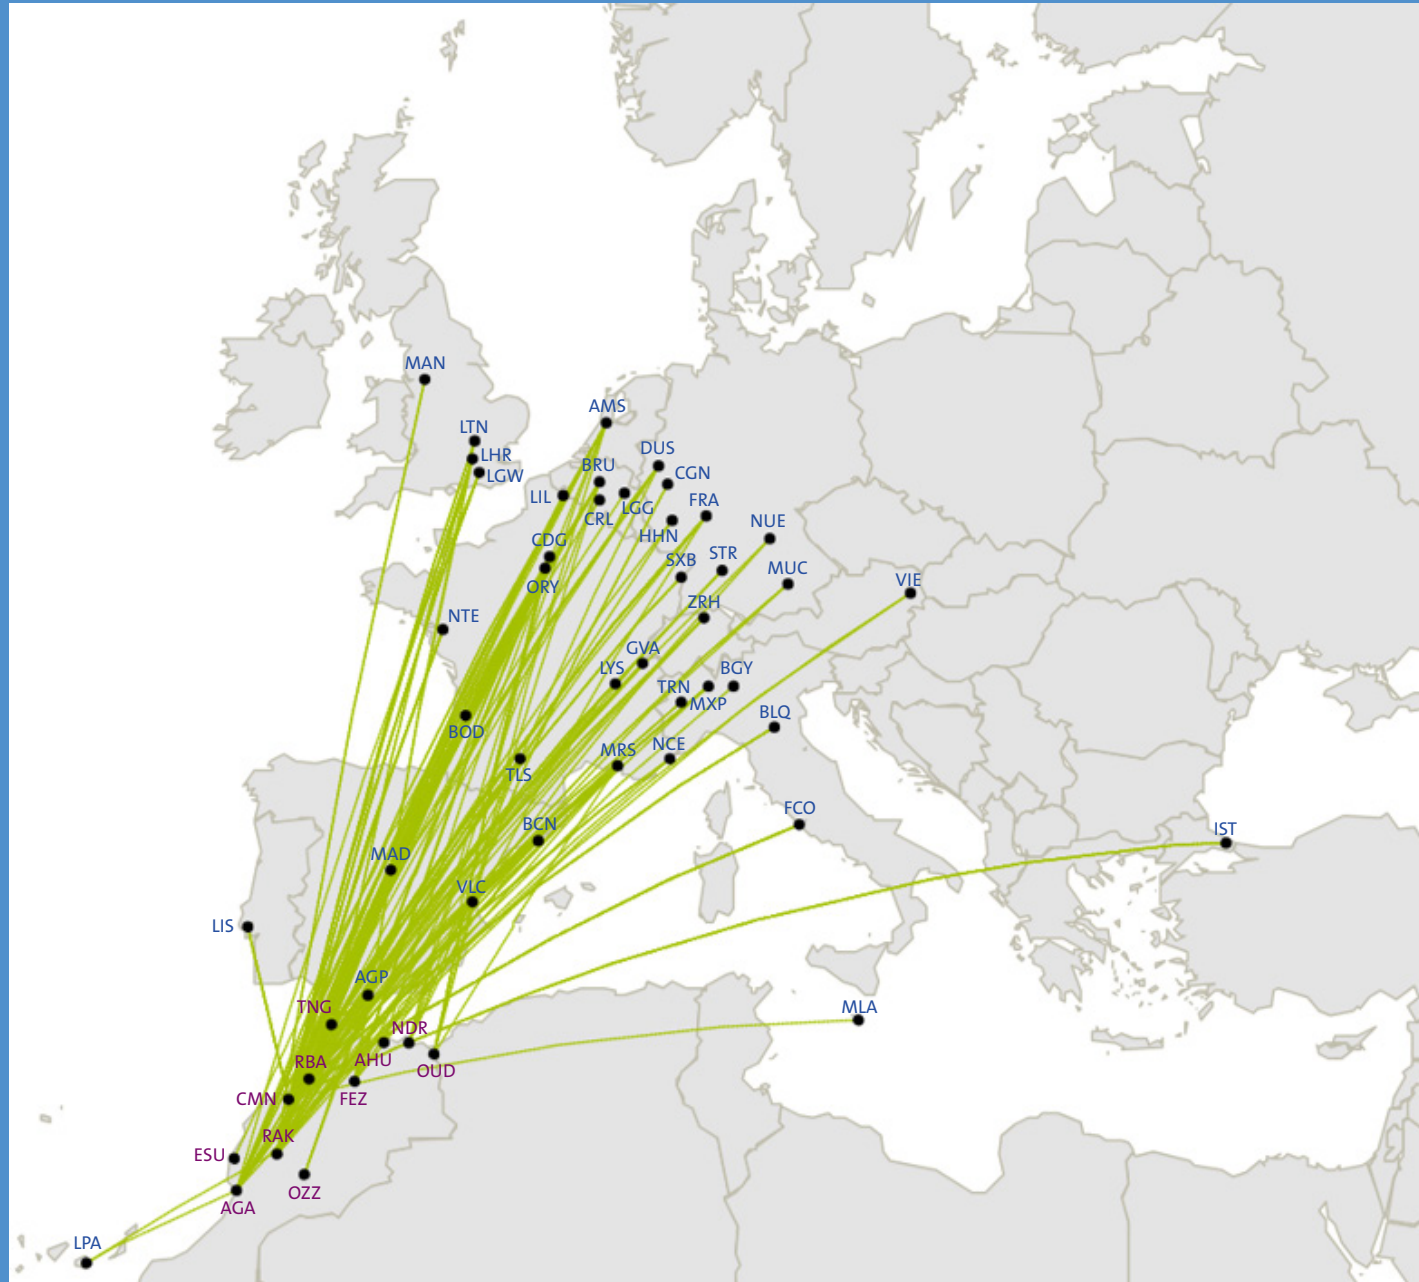 MAN
AMS
LTN
LHR
LGW
DUS
BRU
CGN
LIL
LGG
FRA
CRL
NUE
HHN
CDG
STR
SXB
MUC
ORY
VIE
ZRH
NTE
GVA
LYS
BGY
TRN
MXP
BLQ
BOD
NCE
MRS
TLS
FCO
BCN
IST
MAD
VLC
LIS
AGP
TNG
MLA
NDR
AHU
RBA
OUD
CMN
FEZ
RAK
ESU
OZZ
AGA
LPA